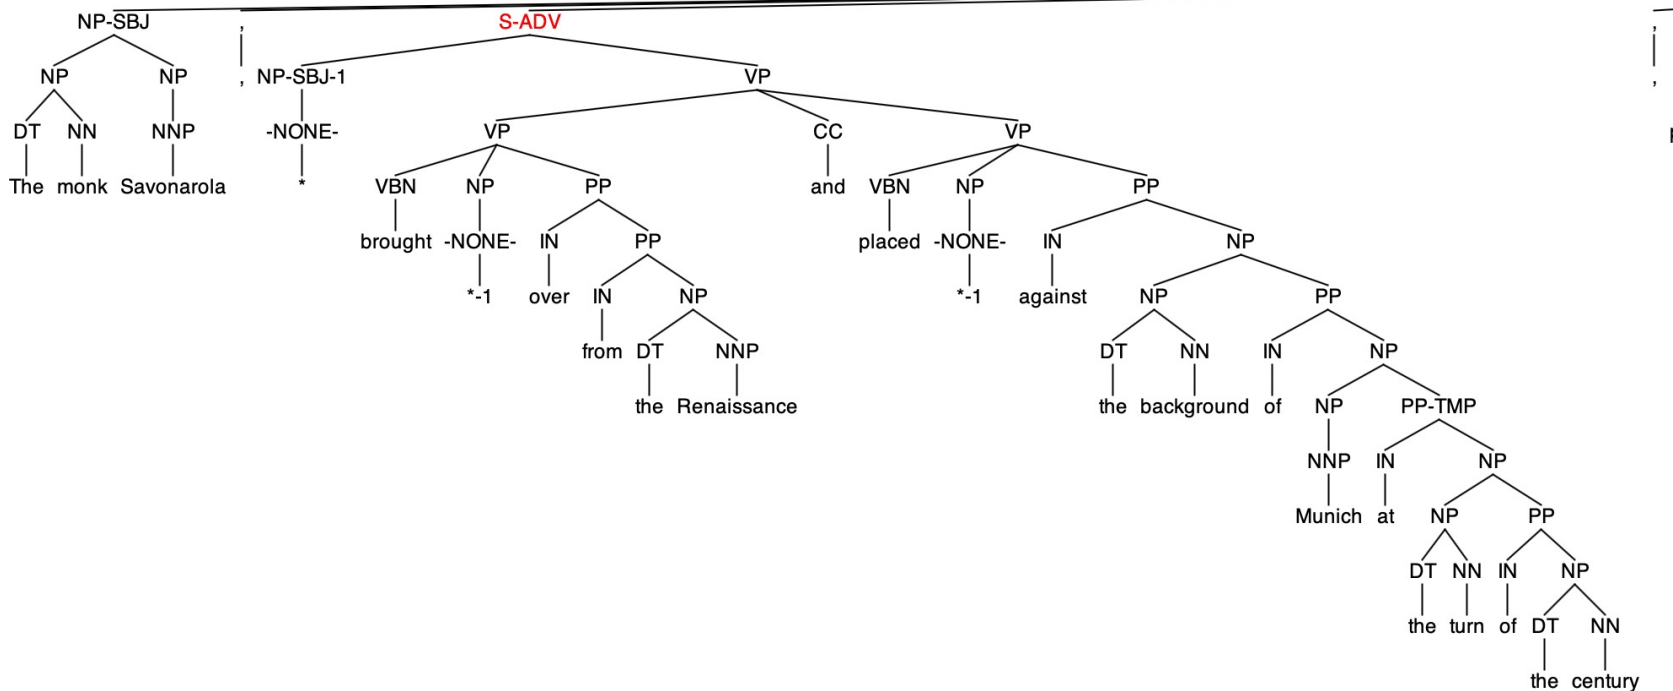 NP-SBJ , S-ADV ,
NP NP , NP-SBJ-1 VP ,
DT NN NNP -NONE- VP CC VP
The monk Savonarola * VBN NP PP and VBN NP PP
brought -NONE- IN PP placed -NONE- IN NP
*-1 over IN NP *-1 against NP PP
from DT NNP DT NN IN NP
the Renaissance the background of NP PP-TMP
NNP IN NP
Munich at NP PP
DT NN IN NP
the turn of DT NN
the century